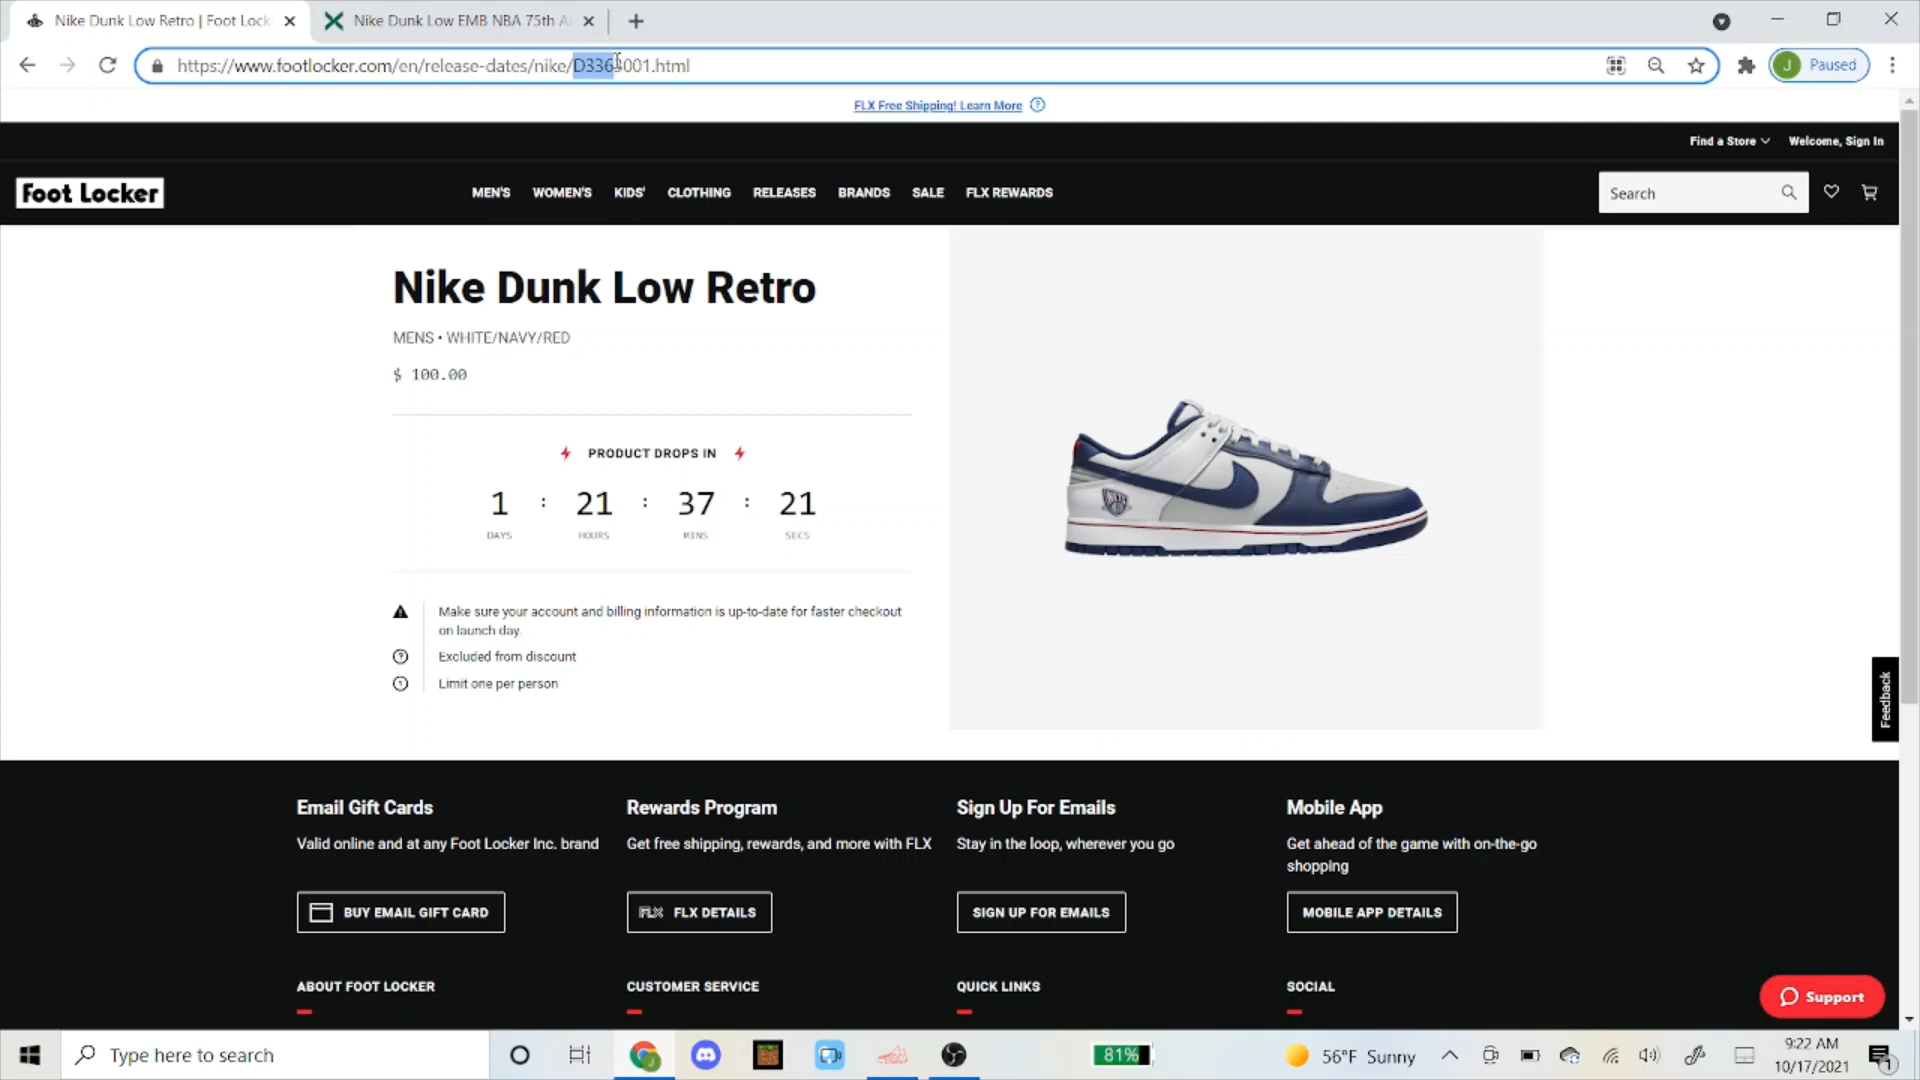 Nike Dunk Low Retro | Foot Lock
Nike Dunk Low EMB NBA 75th A
https://www.footlocker.com/en/release-dates/nike/D336 001.html
J Paused
FLX Free Shipping! Learn More ?
Find a Store Welcome, Sign In
Foot Locker
MEN'S WOMEN'S KIDS' CLOTHING RELEASES BRANDS SALE FLX REWARDS
Search
Nike Dunk Low Retro
MENS • WHITE/NAVY/RED
$ 100.00
PRODUCT DROPS IN
1 : 21 : 37 : 21
DAYS HOURS MINS SECS
NETS
Make sure your account and billing information is up-to-date for faster checkout
on launch day.
Excluded from discount
Limit one per person
Feedback
Email Gift Cards Rewards Program Sign Up For Emails Mobile App
Valid online and at any Foot Locker Inc. brand Get free shipping, rewards, and more with FLX Stay in the loop, wherever you go Get ahead of the game with on-the-go
shopping
BUY EMAIL GIFT CARD FLX FLX DETAILS SIGN UP FOR EMAILS MOBILE APP DETAILS
ABOUT FOOT LOCKER CUSTOMER SERVICE QUICK LINKS SOCIAL
Support
Type here to search
81%
56°F Sunny
9:22 AM
10/17/2021
1